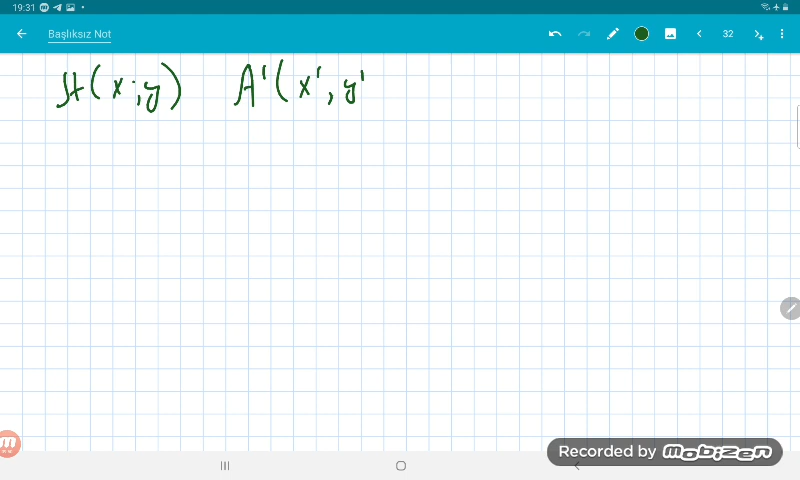 19:31
Başlıksız Not
32
A(x;y) A'(x', y'
Recorded by mobizen